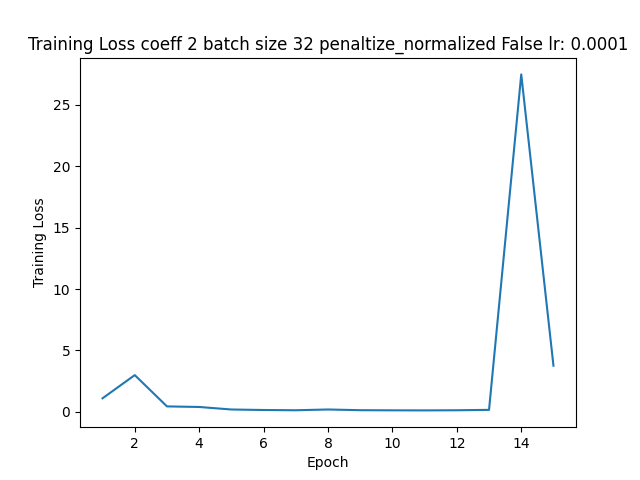 Training Loss coeff 2 batch size 32 penaltize_normalized False lr: 0.0001
25
20
15
10
5
0
Training Loss
2 4 6 8 10 12 14
Epoch